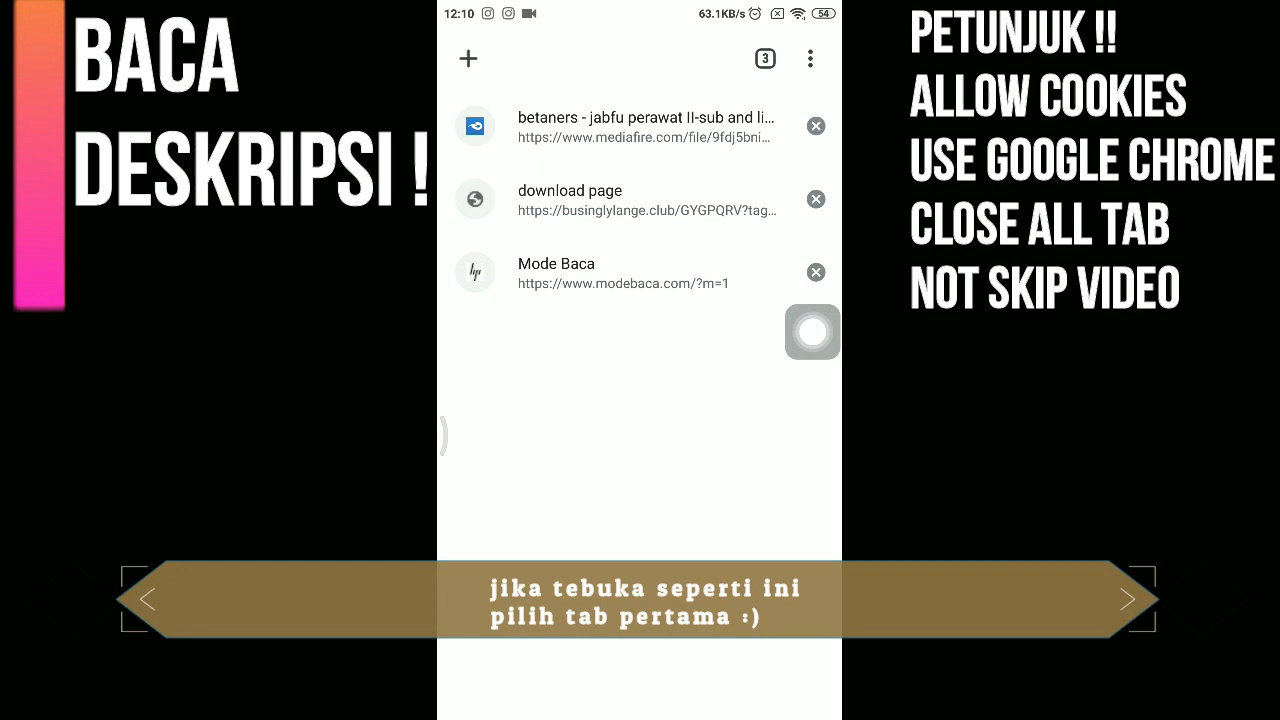 BACA
DESKRIPSI !
12:10
63.1KB/s
54
3
betaners - jabfu perawat II-sub and li...
https://www.mediafire.com/file/9fdj5bni...
download page
https://businglylange.club/GYGPQRV?tag...
Mode Baca
https://www.modebaca.com/?m=1
PETUNJUK !!
ALLOW COOKIES
USE GOOGLE CHROME
CLOSE ALL TAB
NOT SKIP VIDEO
jika tebuka seperti ini
pilih tab pertama :)